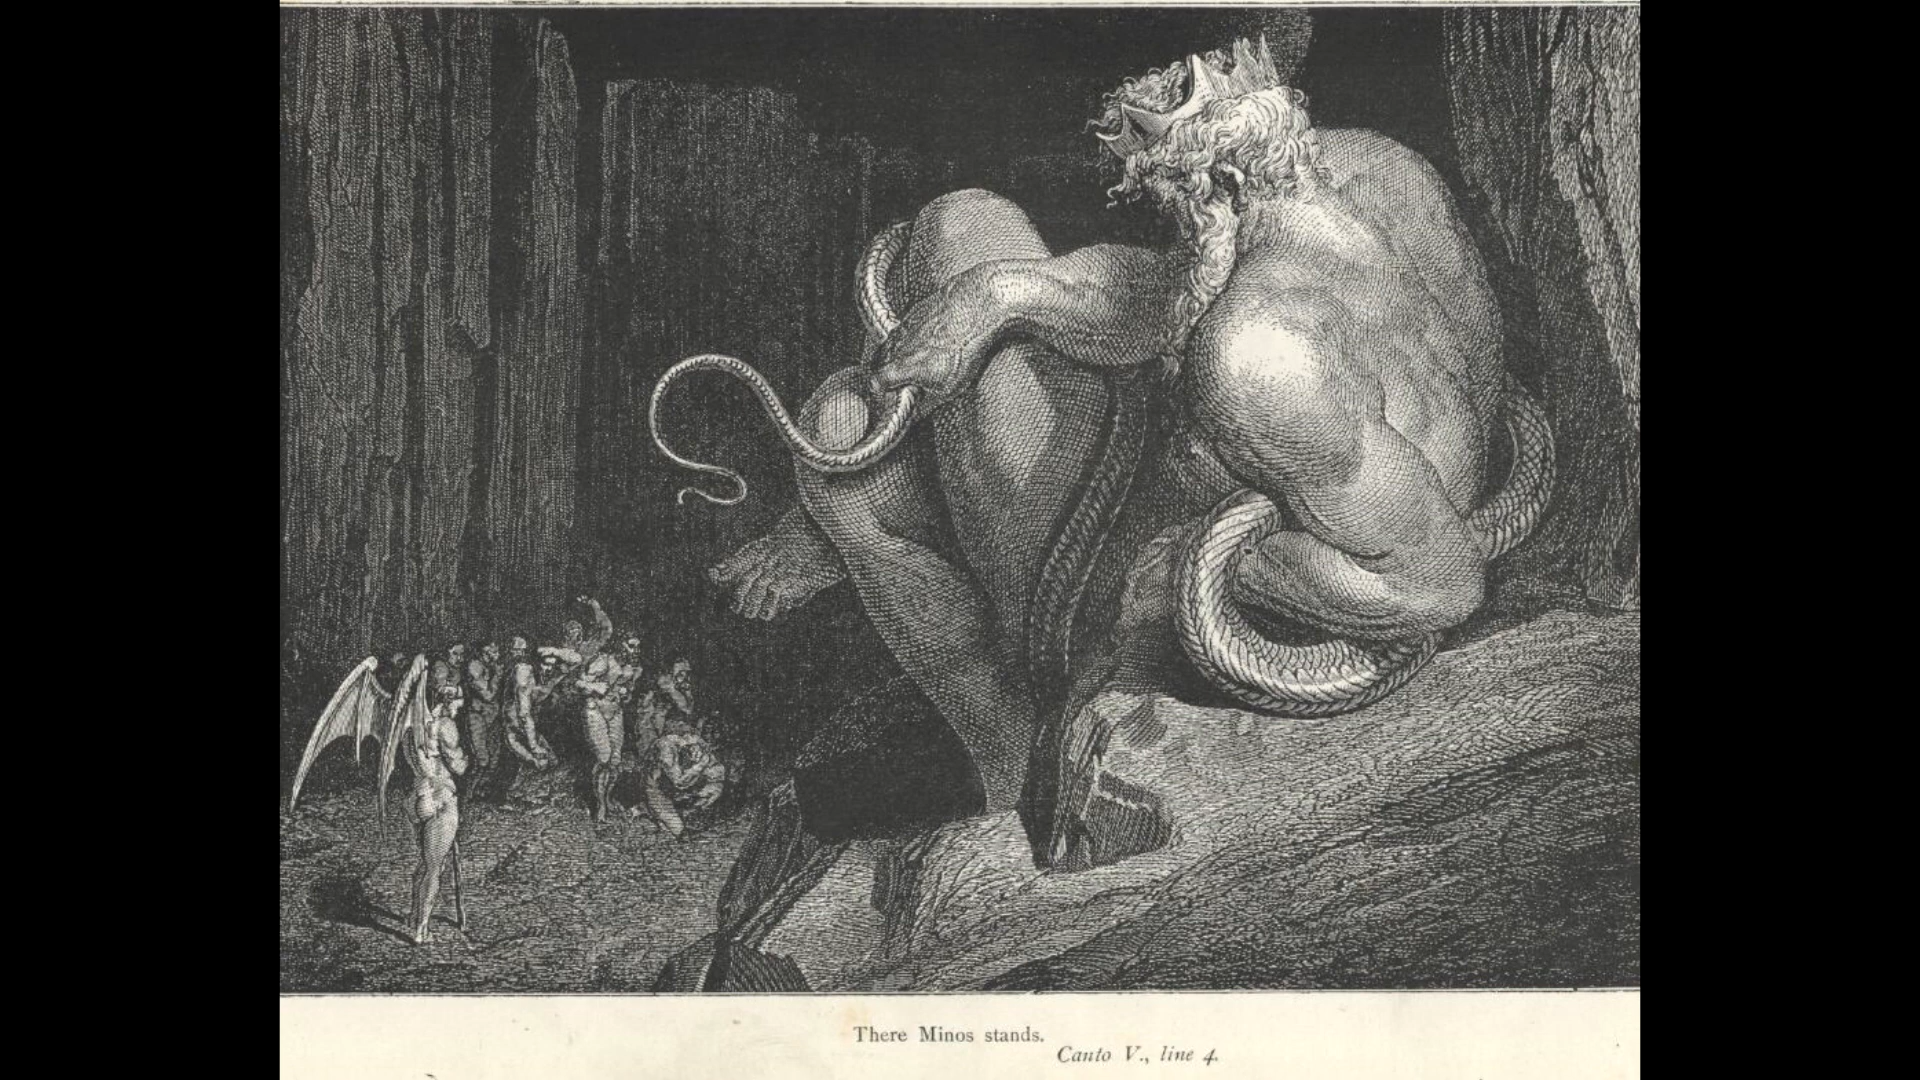 There Minos stands.
Canto V., line 4.